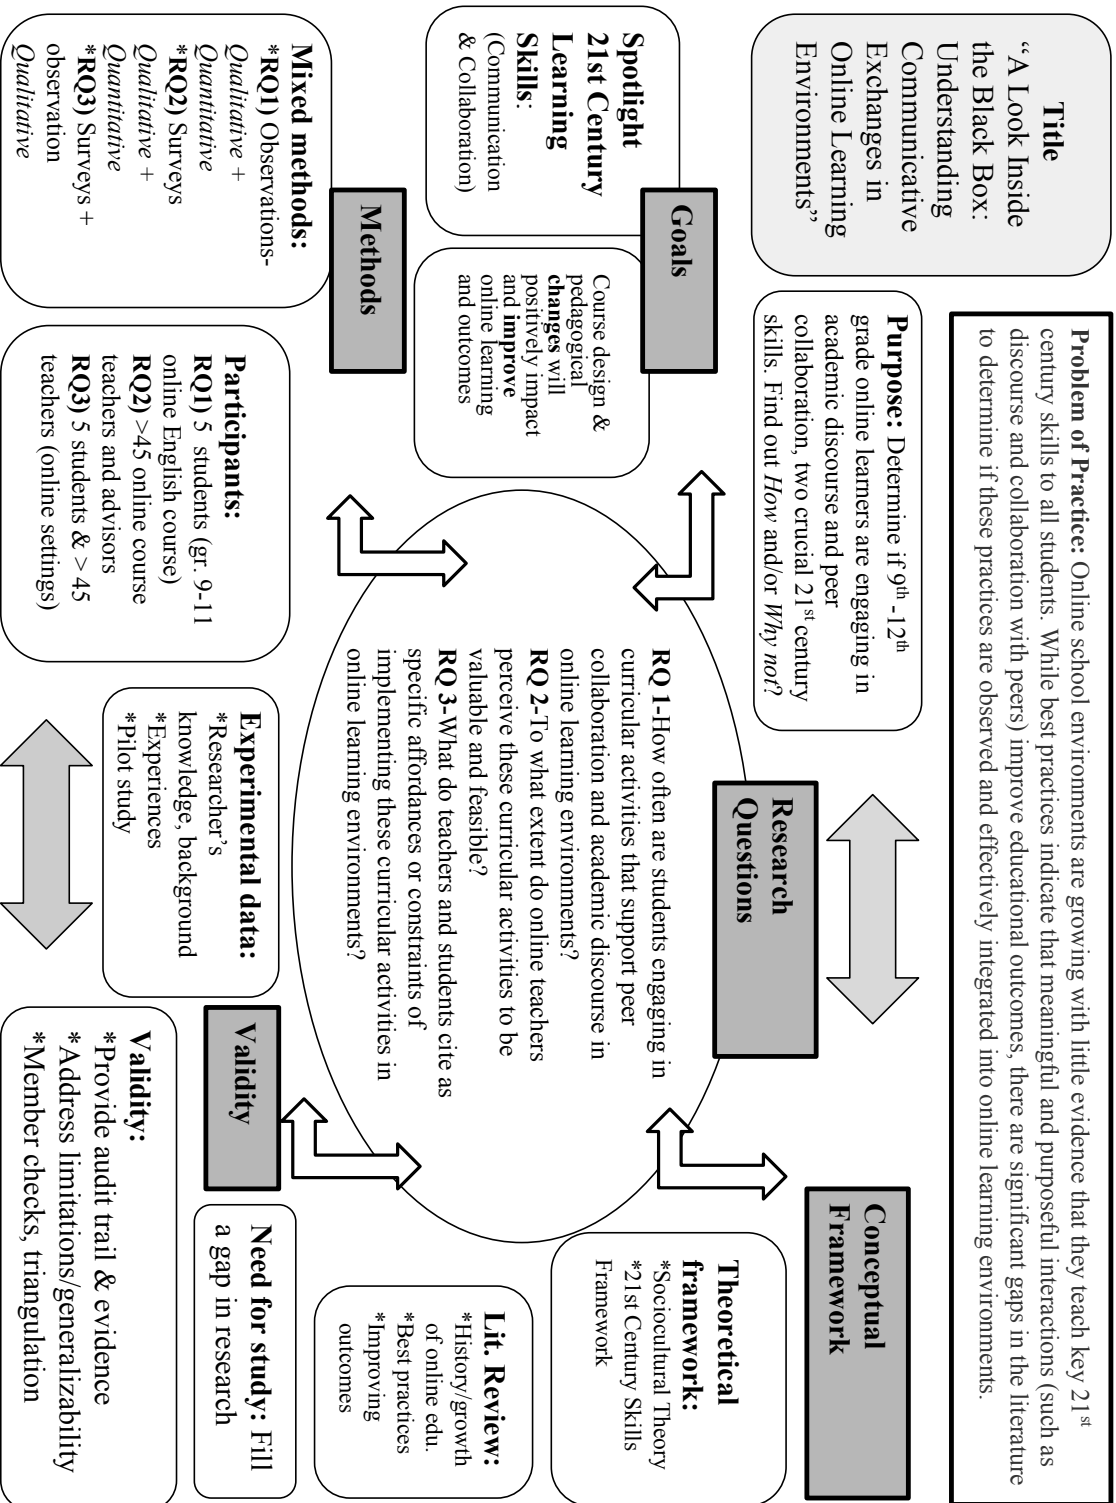 Title
“A Look Inside
the Black Box:
Understanding
Communicative
Exchanges in
Online Learning
Environments”
Problem of Practice: Online school environments are growing with little evidence that they teach key 21st
century skills to all students. While best practices indicate that meaningful and purposeful interactions (such as
discourse and collaboration with peers) improve educational outcomes, there are significant gaps in the literature
to determine if these practices are observed and effectively integrated into online learning environments.
Purpose: Determine if 9th -12th
grade online learners are engaging in
academic discourse and peer
collaboration, two crucial 21st century
skills. Find out How and/or Why not?
Goals
Spotlight
21st Century
Learning
Skills:
(Communication
& Collaboration)
Course design &
pedagogical
changes will
positively impact
and improve
online learning
and outcomes
Research
Questions
RQ 1-How often are students engaging in
curricular activities that support peer
collaboration and academic discourse in
online learning environments?
RQ 2-To what extent do online teachers
perceive these curricular activities to be
valuable and feasible?
RQ 3-What do teachers and students cite as
specific affordances or constraints of
implementing these curricular activities in
online learning environments?
Conceptual
Framework
Theoretical
framework:
*Sociocultural Theory
*21st Century Skills
Framework
Lit. Review:
*History/growth
of online edu.
*Best practices
*Improving
outcomes
Need for study: Fill
a gap in research
Methods
Mixed methods:
*RQ1) Observations-
Qualitative +
Quantitative
*RQ2) Surveys
Qualitative +
Quantitative
*RQ3) Surveys +
observation
Qualitative
Participants:
RQ1) 5 students (gr. 9-11
online English course)
RQ2) >45 online course
teachers and advisors
RQ3) 5 students & > 45
teachers (online settings)
Experimental data:
*Researcher’s
knowledge, background
*Experiences
*Pilot study
Validity
Validity:
*Provide audit trail & evidence
*Address limitations/generalizability
*Member checks, triangulation